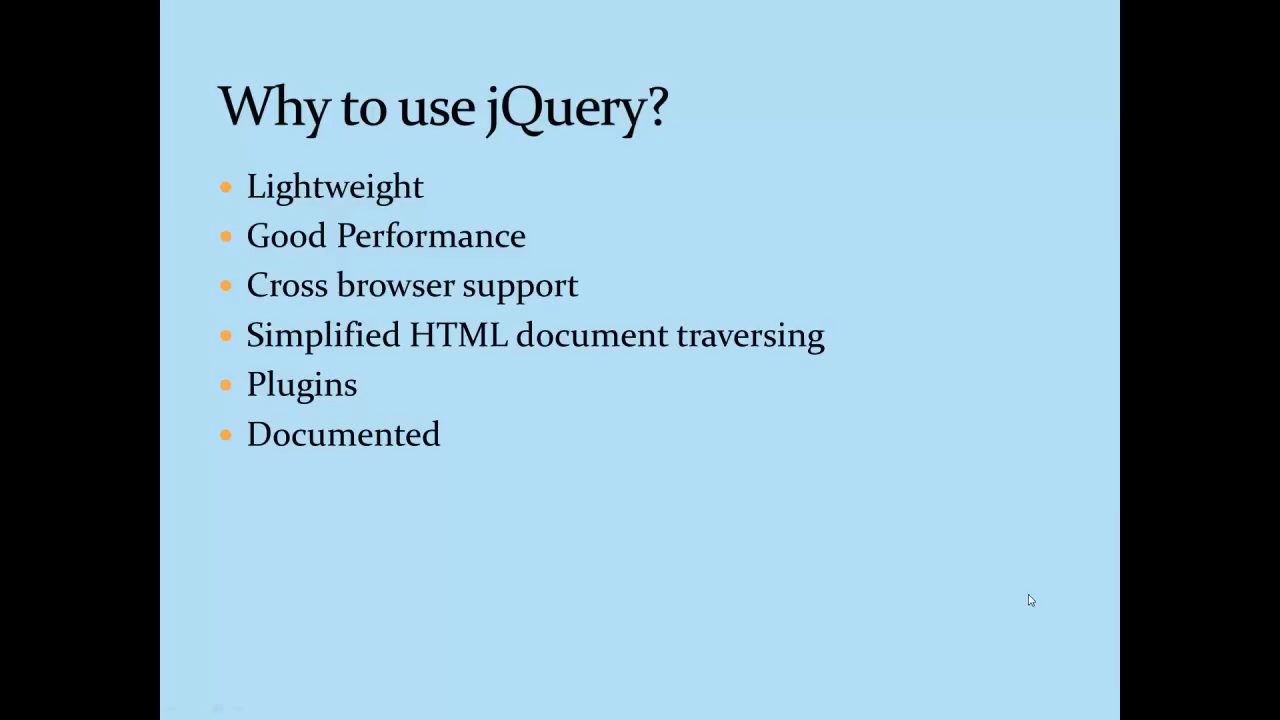 Why to use jQuery?
Lightweight
Good Performance
Cross browser support
Simplified HTML document traversing
Plugins
Documented